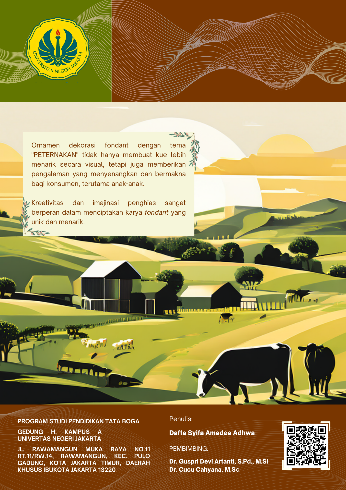 Ornamen dekorasi fondant dengan tema
"PETERNAKAN" tidak hanya membuat kue lebih
menarik secara visual, tetapi juga memberikan
pengalaman yang menyenangkan dan bermakna
bagi konsumen, terutama anak-anak.
Kreativitas dan imajinasi penghias sangat
berperan dalam menciptakan karya fondant yang
unik dan menarik.
PROGRAM STUDI PENDIDIKAN TATA BOGA
GEDUNG H, KAMPUS A
UNIVERTAS NEGERI JAKARTA
JL. RAWAMANGUN MUKA RAYA NO.11
RT.11/RW.14, RAWAMANGUN, KEC. PULO
GADUNG, KOTA JAKARTA TIMUR, DAERAH
KHUSUS IBUKOTA JAKARTA 13220
Penulis:
Daffa Syifa Amadea Adhwa
PEMBIMBING:
Dr. Guspri Devi Artanti, S.Pd., M.Si
Dr. Cucu Cahyana, M.Sc